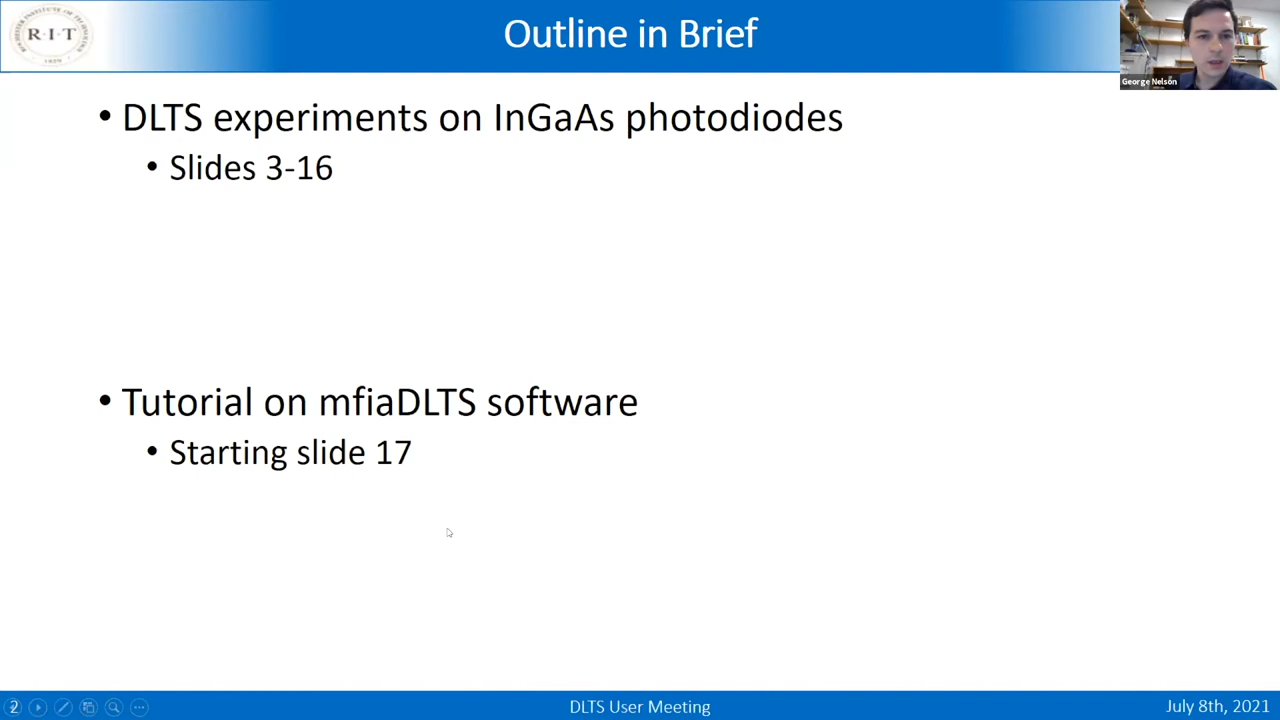 R·I·T
Outline in Brief
George Nelson
• DLTS experiments on InGaAs photodiodes
• Slides 3-16
• Tutorial on mfiaDLTS software
• Starting slide 17
2
DLTS User Meeting
July 8th, 2021